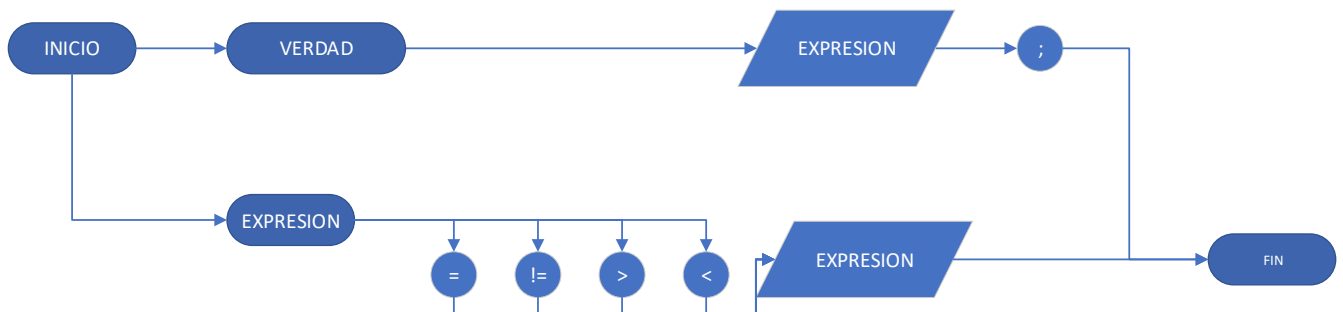 INICIO
VERDAD
EXPRESION
;
EXPRESION
=
!=
>
<
EXPRESION
FIN